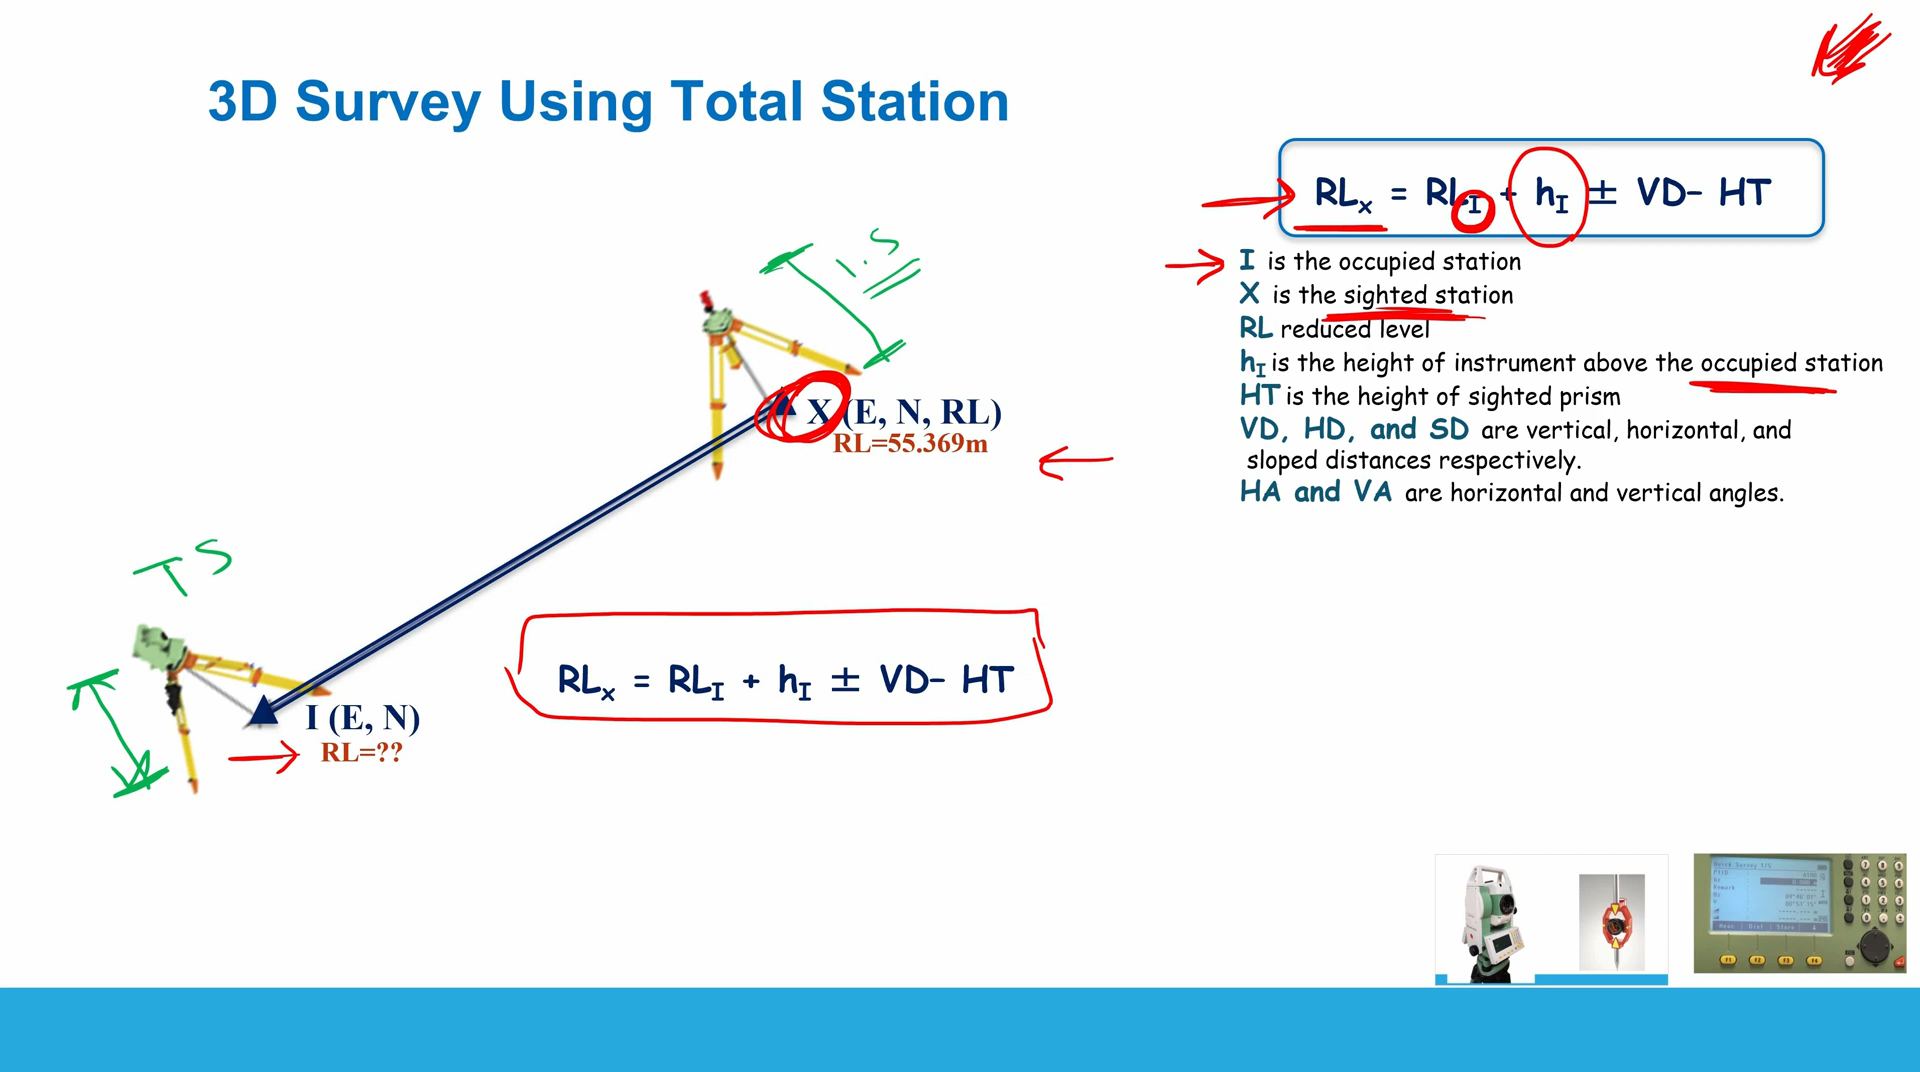 3D Survey Using Total Station
RLx = RLI + hI ± VD- HT
I is the occupied station
X is the sighted station
RL reduced level
hI is the height of instrument above the occupied station
HT is the height of sighted prism
VD, HD, and SD are vertical, horizontal, and
sloped distances respectively.
HA and VA are horizontal and vertical angles.
1.5
X (E, N, RL)
RL=55.369m
TS
I (E, N)
RL=??
RLx = RLI + hI ± VD- HT